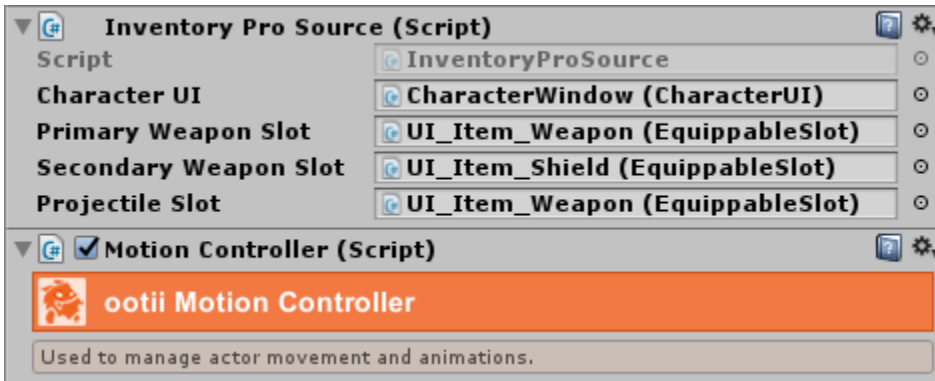 Inventory Pro Source (Script)
Script InventoryProSource
Character UI CharacterWindow (CharacterUI)
Primary Weapon Slot UI_Item_Weapon (EquippableSlot)
Secondary Weapon Slot UI_Item_Shield (EquippableSlot)
Projectile Slot UI_Item_Weapon (EquippableSlot)
Motion Controller (Script)
ootii Motion Controller
Used to manage actor movement and animations.